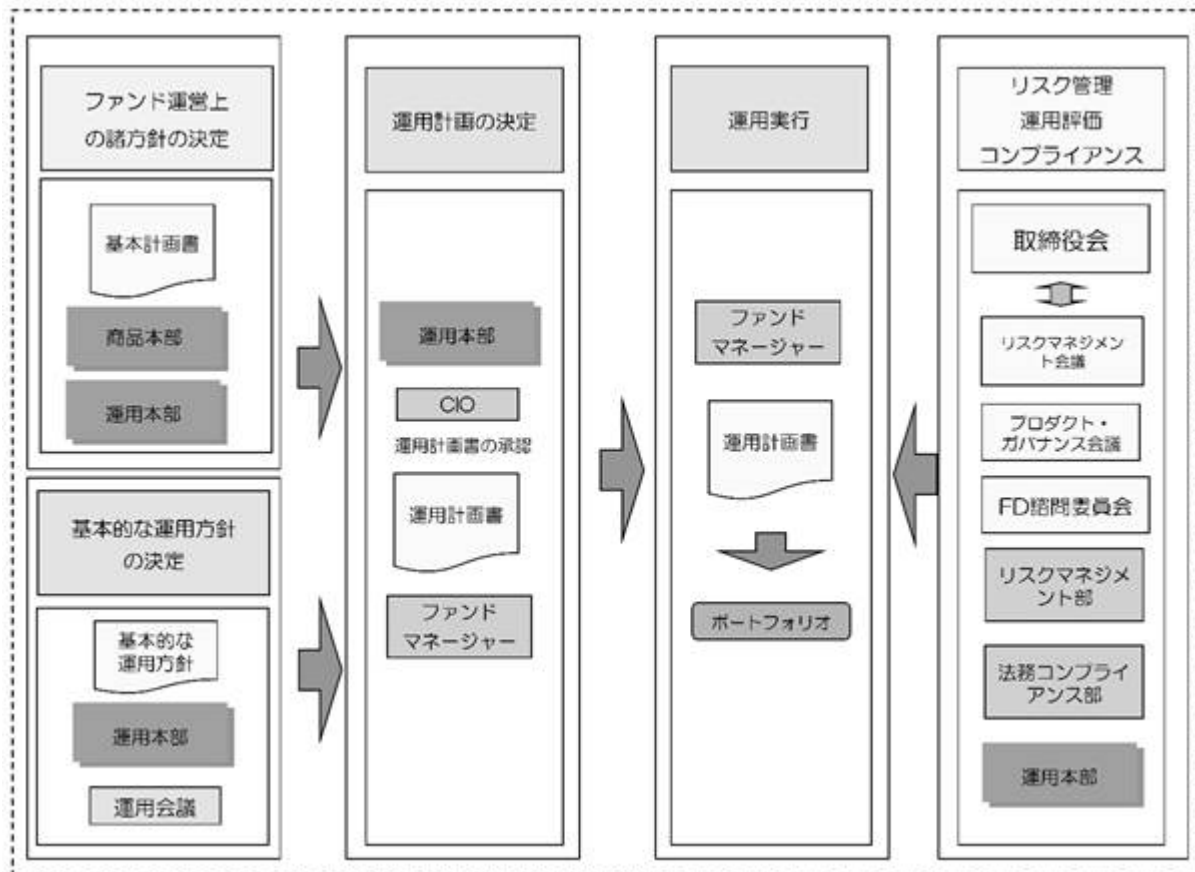 ファンド運営上
の諸方針の決定
基本計画書
商品本部
運用本部
基本的な運用方針
の決定
基本的な
運用方針
運用本部
運用会議
運用計画の決定
運用本部
CIO
運用計画書の承認
運用計画書
ファンド
マネージャー
運用実行
ファンド
マネージャー
運用計画書
ポートフォリオ
リスク管理
運用評価
コンプライアンス
取締役会
リスクマネジメン
ト会議
プロダクト・
ガバナンス会議
FD諮問委員会
リスクマネジメ
ント部
法務コンプライ
アンス部
運用本部